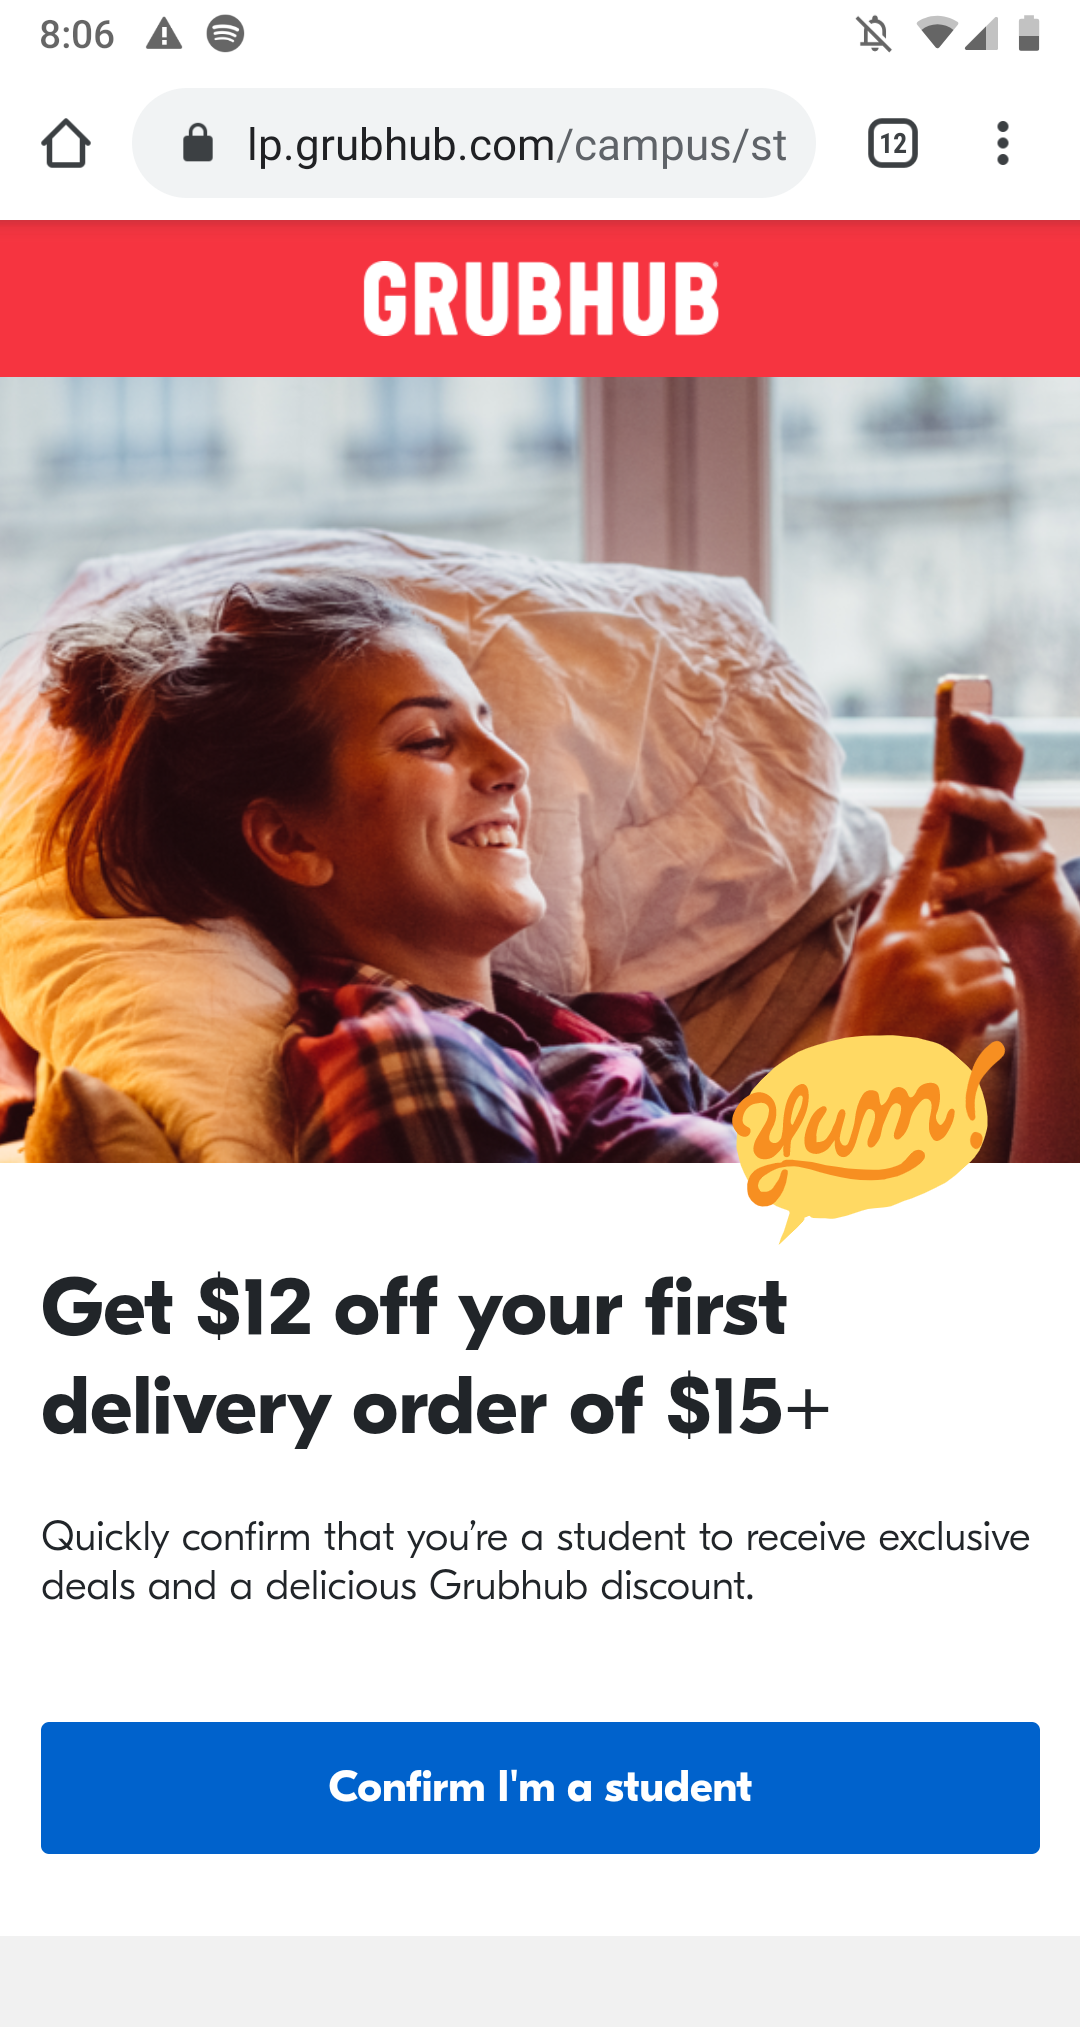 8:06
lp.grubhub.com/campus/st
12
GRUBHUB
yum!
Get $12 off your first
delivery order of $15+
Quickly confirm that you’re a student to receive exclusive
deals and a delicious Grubhub discount.
Confirm I'm a student